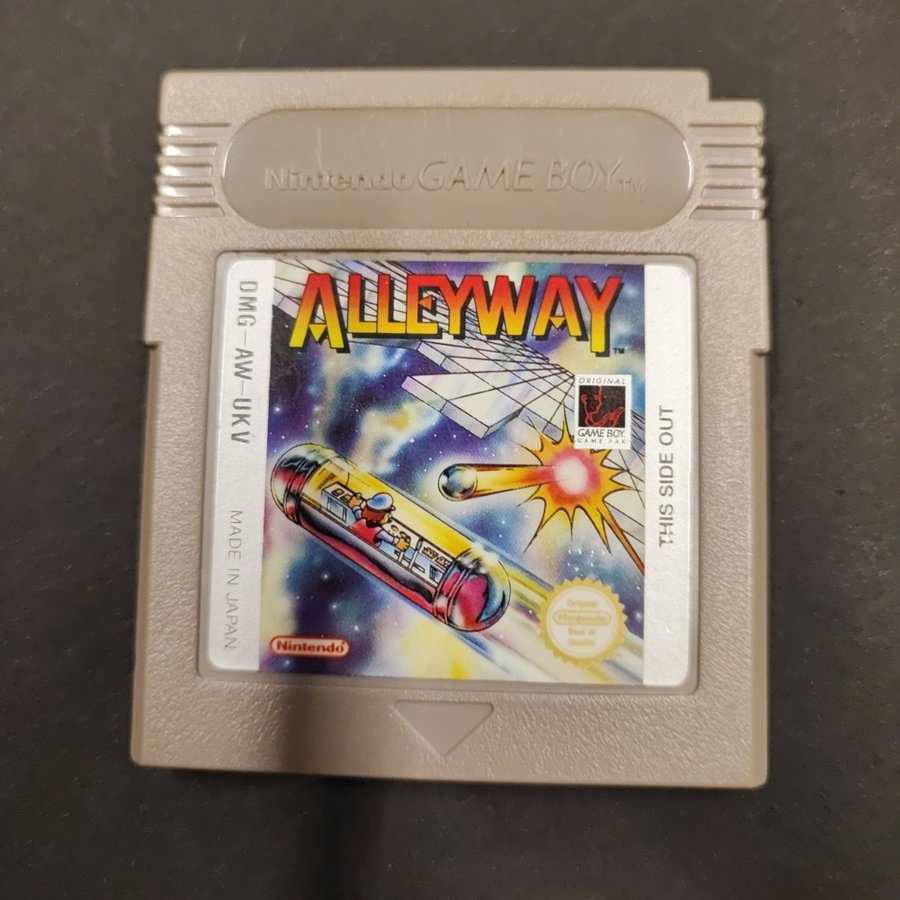 Nintendo GAME BOY TM
ALLEYWAY TM
DMG-AW-UKV
MADE IN JAPAN
ORIGINAL
GAME BOY
GAME PAK
THIS SIDE OUT
Original
Nintendo
Seal of
Quality
Nintendo